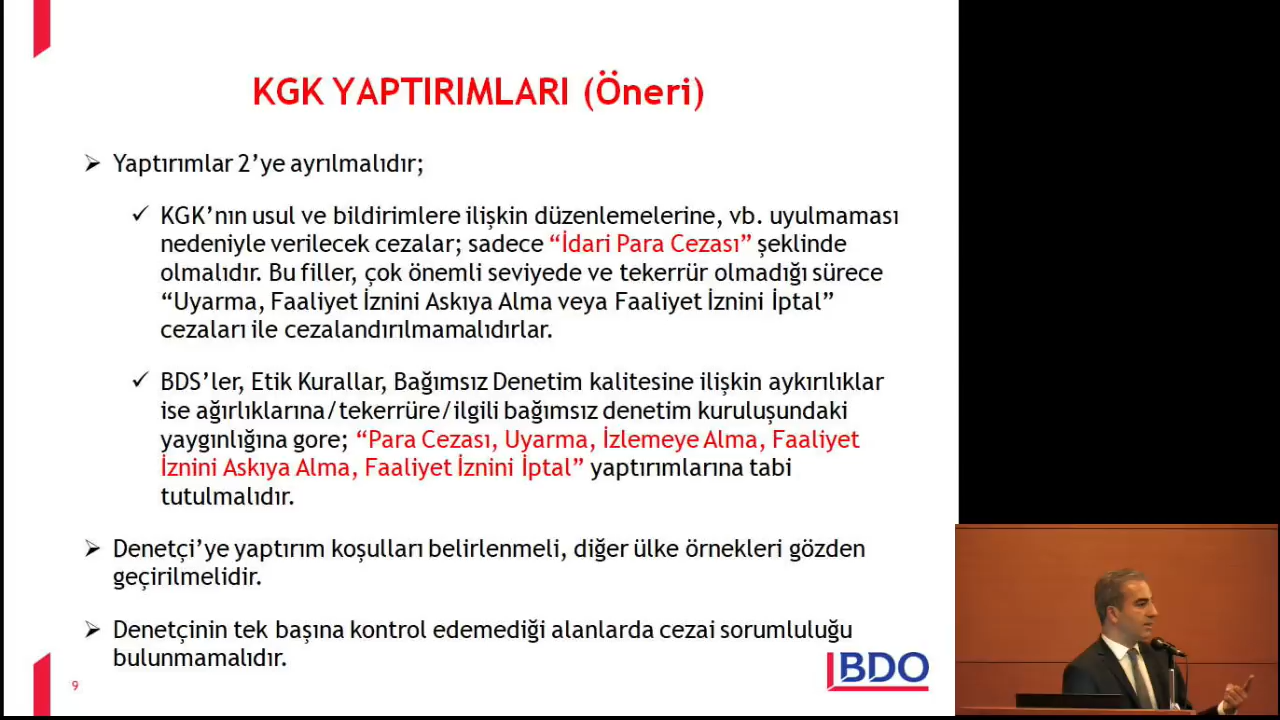 KGK YAPTIRIMLARI (Öneri)
➢ Yaptırımlar 2’ye ayrılmalıdır;
✓ KGK’nın usul ve bildirimlere ilişkin düzenlemelerine, vb. uyulmaması
nedeniyle verilecek cezalar; sadece “İdari Para Cezası” şeklinde
olmalıdır. Bu filler, çok önemli seviyede ve tekerrür olmadığı sürece
“Uyarma, Faaliyet İznini Askıya Alma veya Faaliyet İznini İptal”
cezaları ile cezalandırılmamalıdırlar.
✓ BDS’ler, Etik Kurallar, Bağımsız Denetim kalitesine ilişkin aykırılıklar
ise ağırlıklarına/tekerrüre/ilgili bağımsız denetim kuruluşundaki
yaygınlığına gore; “Para Cezası, Uyarma, İzlemeye Alma, Faaliyet
İznini Askıya Alma, Faaliyet İznini İptal” yaptırımlarına tabi
tutulmalıdır.
➢ Denetçi’ye yaptırım koşulları belirlenmeli, diğer ülke örnekleri gözden
geçirilmelidir.
➢ Denetçinin tek başına kontrol edemediği alanlarda cezai sorumluluğu
bulunmamalıdır.
9
BDO